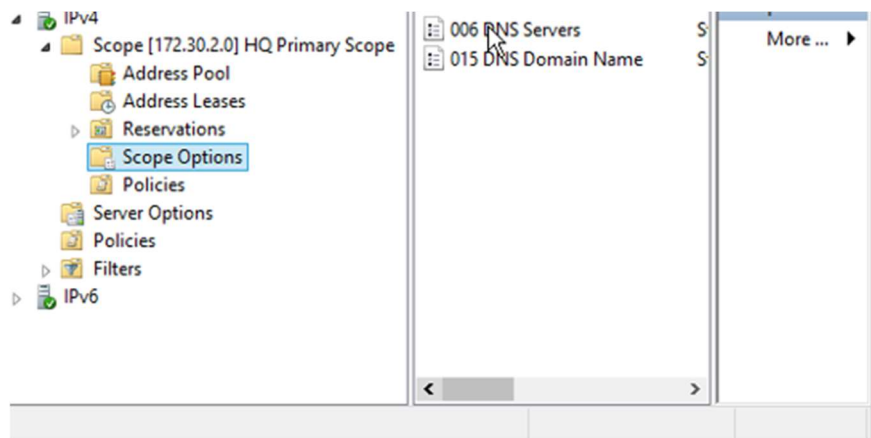 IPv4
Scope [172.30.2.0] HQ Primary Scope
Address Pool
Address Leases
Reservations
Scope Options
Policies
Server Options
Policies
Filters
IPv6
006 DNS Servers
015 DNS Domain Name
More ...